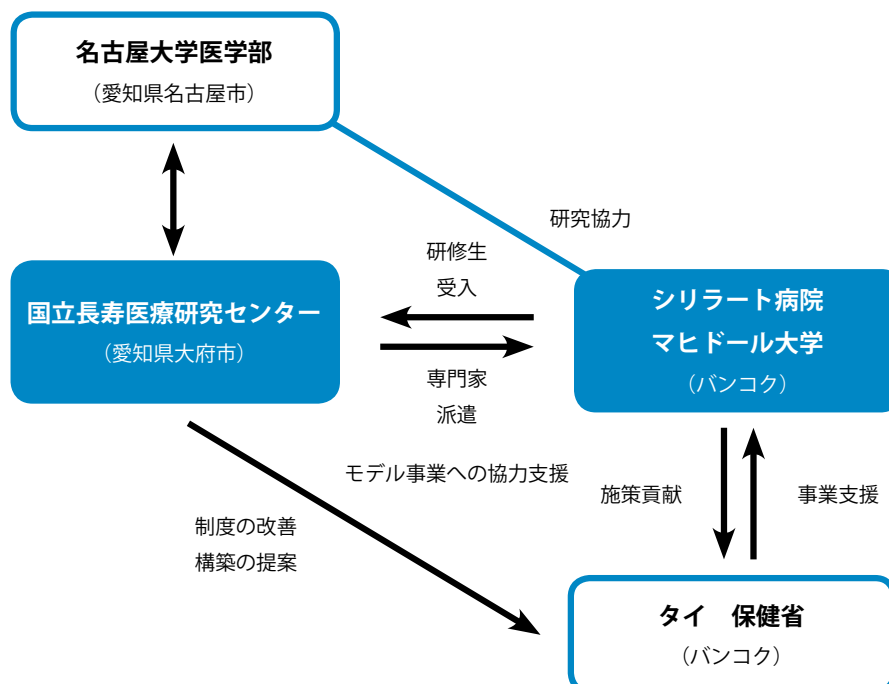 名古屋大学医学部
（愛知県名古屋市）
研究協力
研修生
受入
国立長寿医療研究センター
（愛知県大府市）
シリラート病院
マヒドール大学
（バンコク）
専門家
派遣
モデル事業への協力支援
施策貢献
事業支援
制度の改善
構築の提案
タイ　保健省
（バンコク）